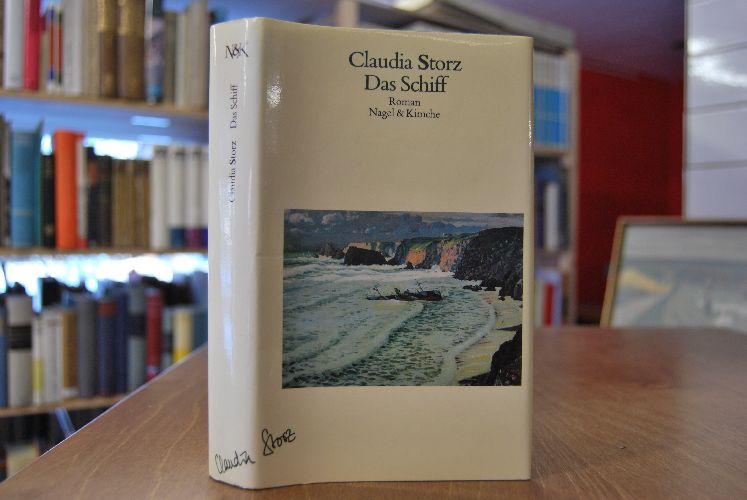 Claudia Storz
Das Schiff
Roman
Nagel & Kimche
N&K
Das Schiff
Claudia Storz
Claudia Storz